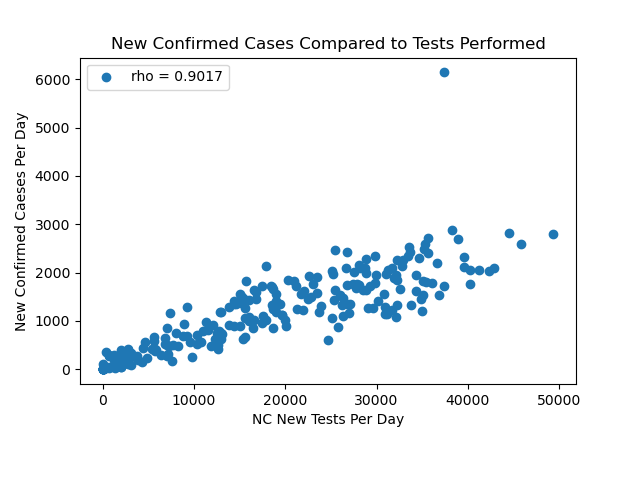 New Confirmed Cases Compared to Tests Performed
rho = 0.9017
6000
5000
4000
3000
2000
1000
0
New Confirmed Caeses Per Day
0 10000 20000 30000 40000 50000
NC New Tests Per Day